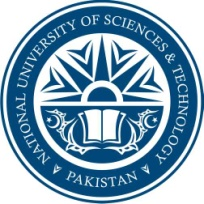 NATIONAL UNIVERSITY OF SCIENCES & TECHNOLOGY
PAKISTAN